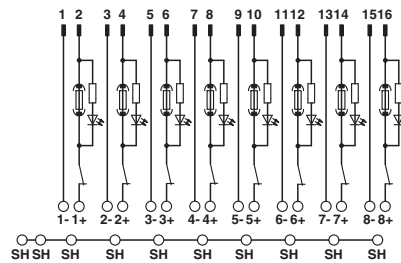 1 2 3 4 5 6 7 8 9 10 11 12 13 14 15 16
1- 1+ 2- 2+ 3- 3+ 4- 4+ 5- 5+ 6- 6+ 7- 7+ 8- 8+
SH SH SH SH SH SH SH SH SH SH